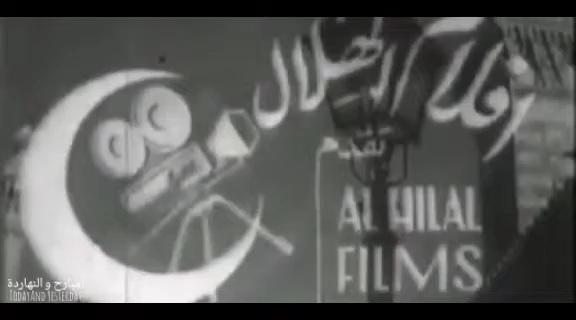 أفلام الهلال
تقدم
AL HILAL
FILMS
امبارح و النهاردة
TODAY AND YESTERDAY